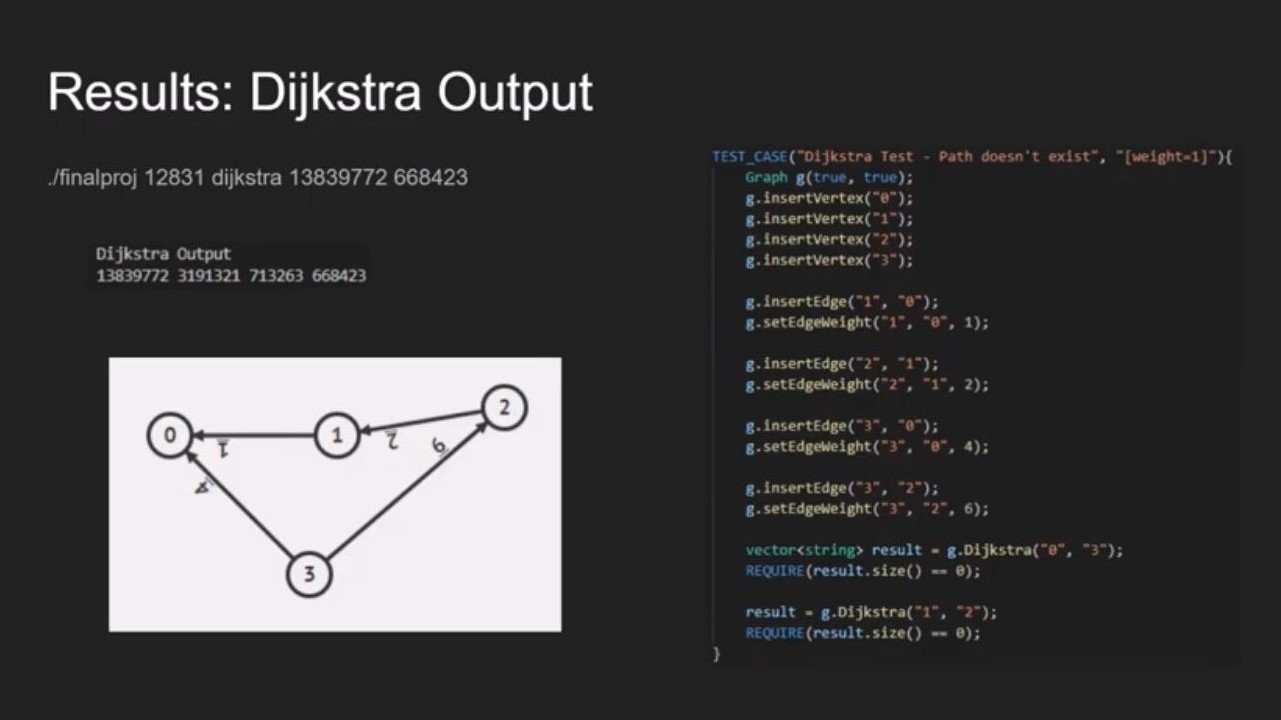 Results: Dijkstra Output
./finalproj 12831 dijkstra 13839772 668423
Dijkstra Output
13839772 3191321 713263 668423
0
1
2
3
1
2
6
4
TEST_CASE("Dijkstra Test - Path doesn't exist", "[weight=1]"){
Graph g(true, true);
g.insertVertex("0");
g.insertVertex("1");
g.insertVertex("2");
g.insertVertex("3");
g.insertEdge("1", "0");
g.setEdgeWeight("1", "0", 1);
g.insertEdge("2", "1");
g.setEdgeWeight("2", "1", 2);
g.insertEdge("3", "0");
g.setEdgeWeight("3", "0", 4);
g.insertEdge("3", "2");
g.setEdgeWeight("3", "2", 6);
vector<string> result = g.Dijkstra("0", "3");
REQUIRE(result.size() == 0);
result = g.Dijkstra("1", "2");
REQUIRE(result.size() == 0);
}